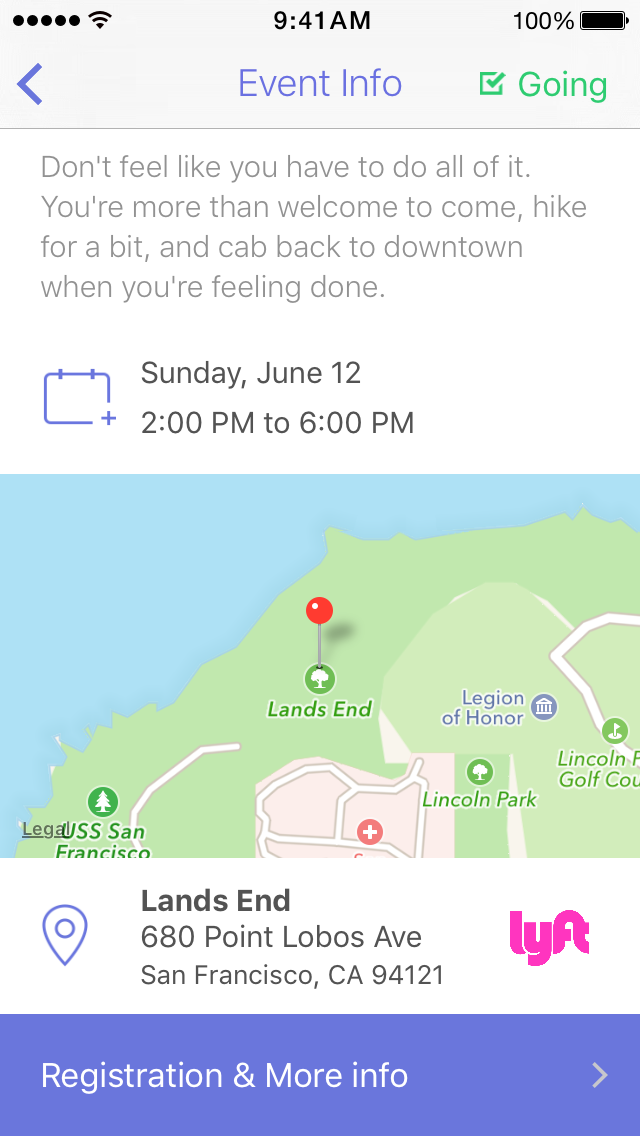 9:41 AM
100%
Event Info
Going
Don't feel like you have to do all of it.
You're more than welcome to come, hike
for a bit, and cab back to downtown
when you're feeling done.
Sunday, June 12
2:00 PM to 6:00 PM
Lands End
Legion
of Honor
Lincoln
Golf
Lincoln Park
Legal
USS San
Francisco
Lands End
680 Point Lobos Ave
San Francisco, CA 94121
lyft
Registration & More info